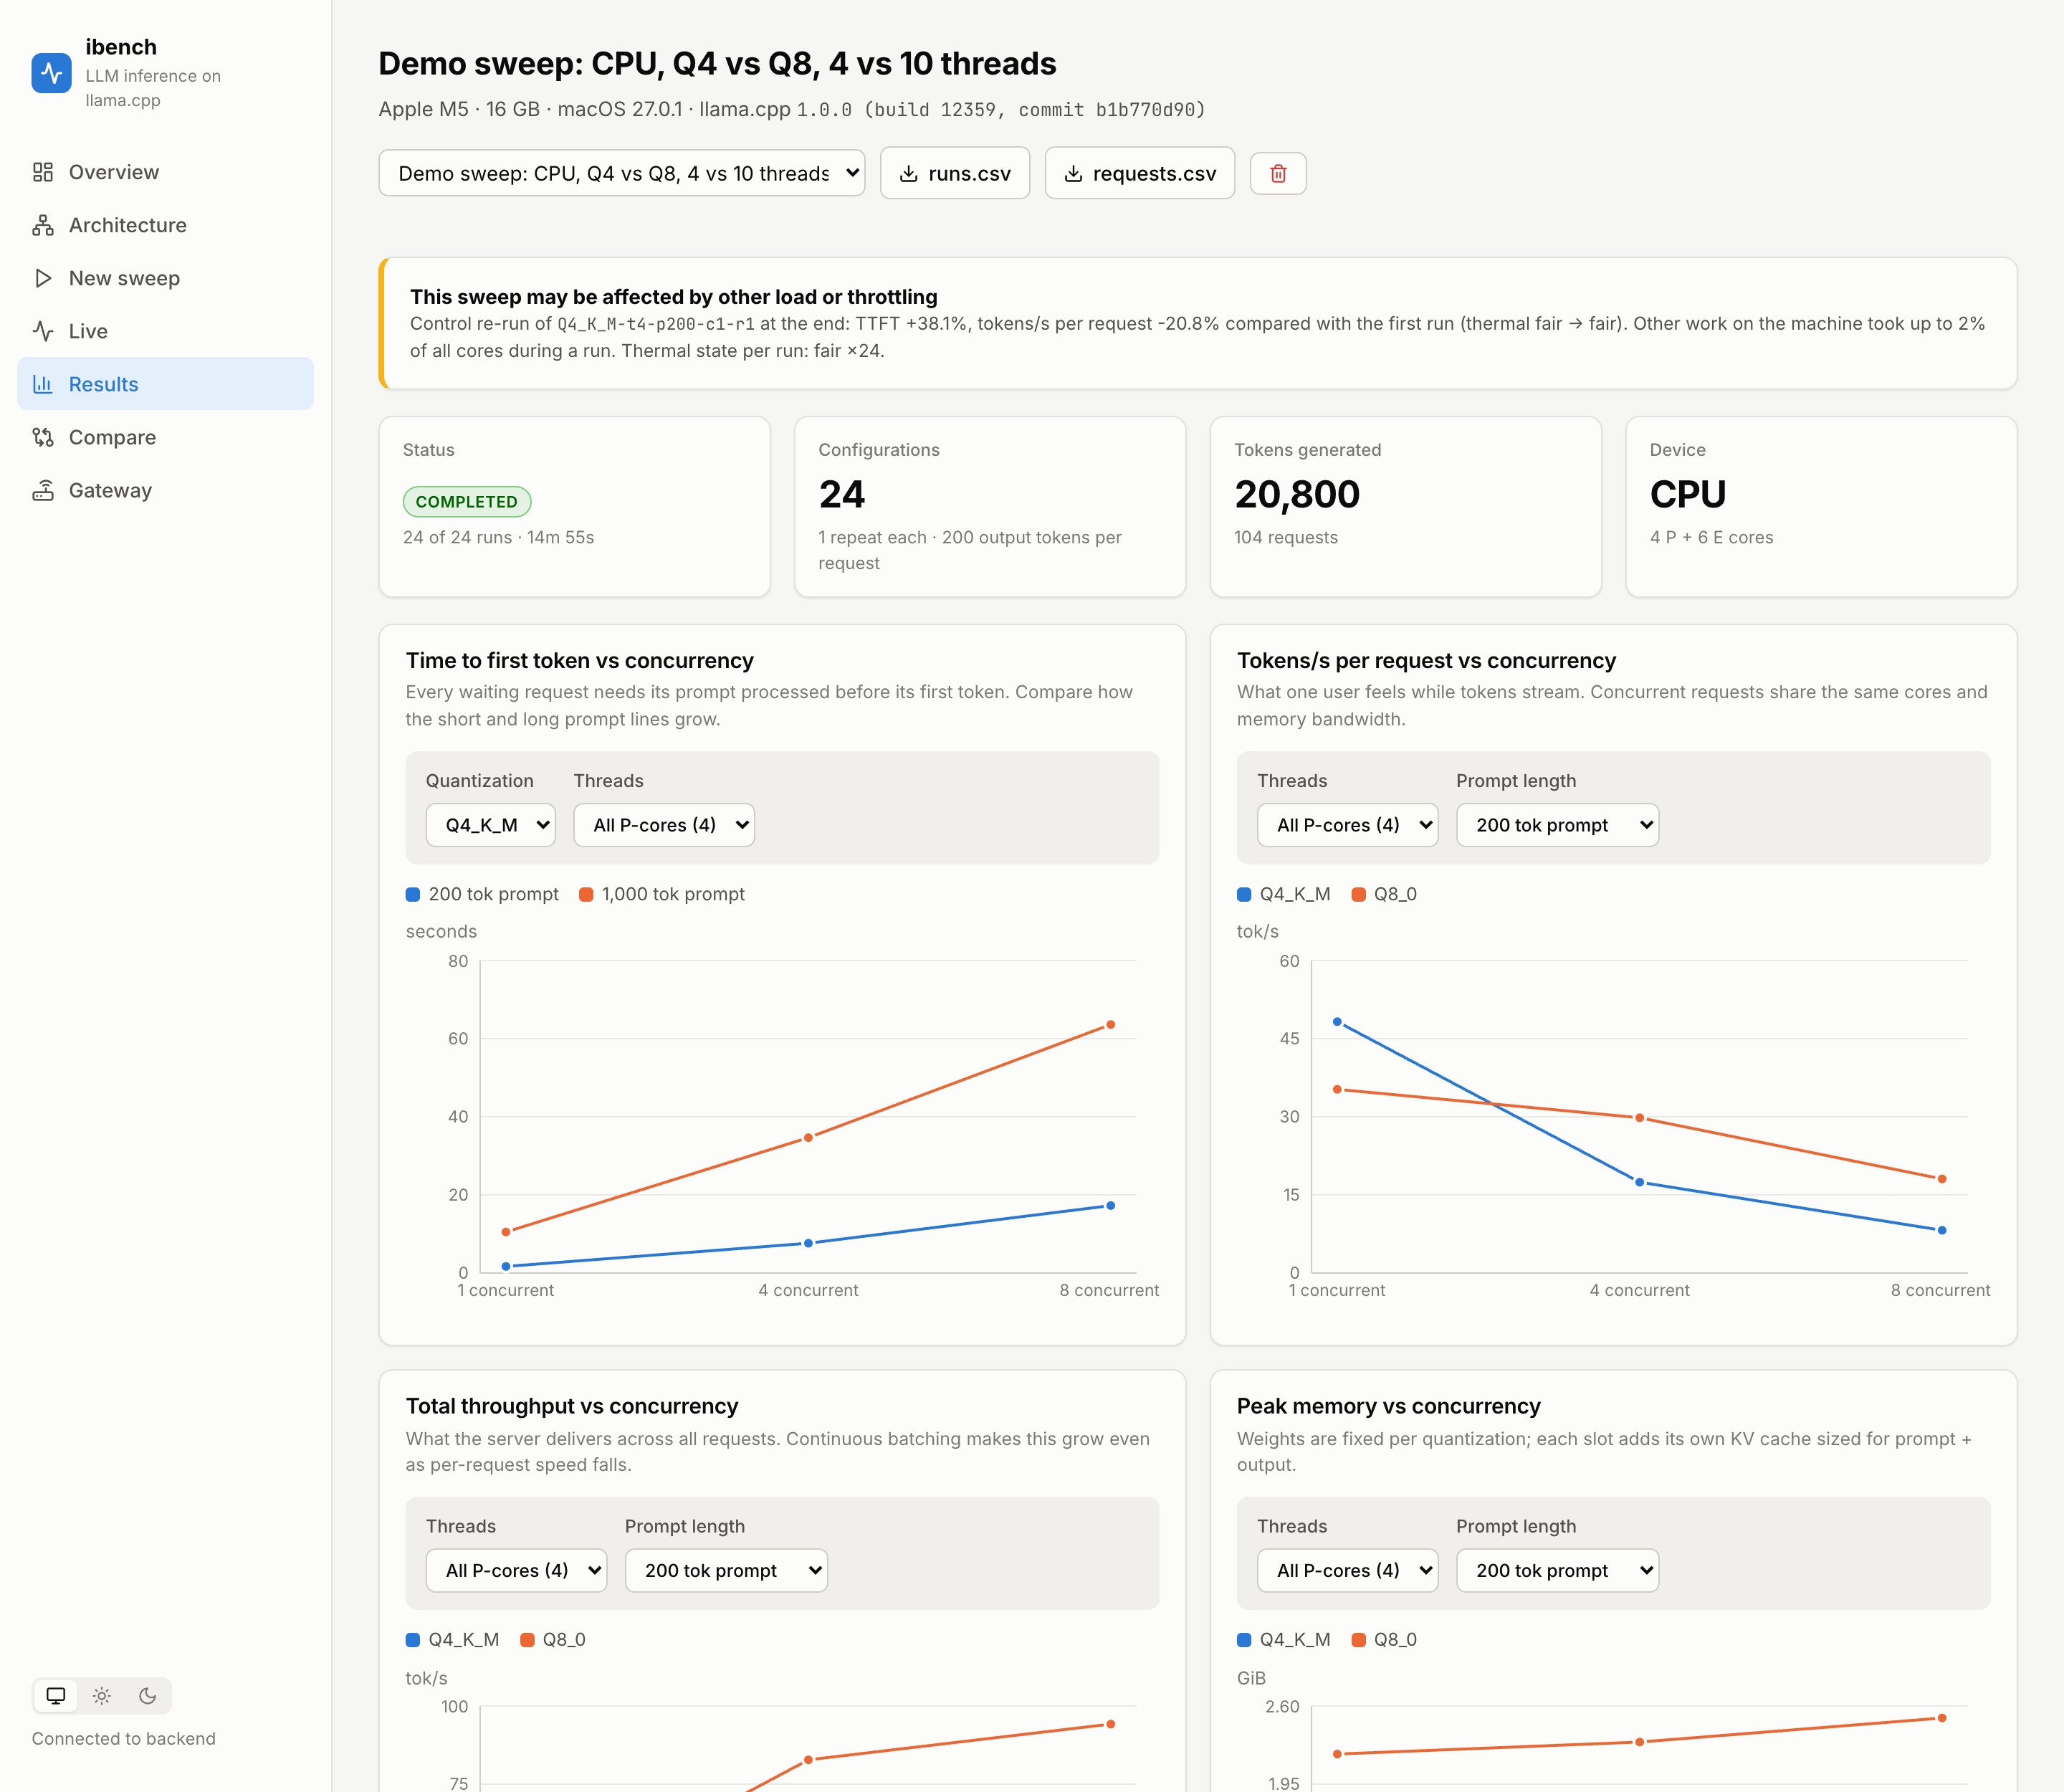 ibench
LLM inference on
llama.cpp
Overview
Architecture
New sweep
Live
Results
Compare
Gateway
Connected to backend
Demo sweep: CPU, Q4 vs Q8, 4 vs 10 threads
Apple M5 · 16 GB · macOS 27.0.1 · llama.cpp 1.0.0 (build 12359, commit b1b770d90)
Demo sweep: CPU, Q4 vs Q8, 4 vs 10 threads
runs.csv
requests.csv
This sweep may be affected by other load or throttling
Control re-run of Q4_K_M-t4-p200-c1-r1 at the end: TTFT +38.1%, tokens/s per request -20.8% compared with the first run (thermal fair → fair). Other work on the machine took up to 2%
of all cores during a run. Thermal state per run: fair ×24.
Status
COMPLETED
24 of 24 runs · 14m 55s
Configurations
24
1 repeat each · 200 output tokens per
request
Tokens generated
20,800
104 requests
Device
CPU
4 P + 6 E cores
Time to first token vs concurrency
Every waiting request needs its prompt processed before its first token. Compare how
the short and long prompt lines grow.
Quantization Threads
Q4_K_M All P-cores (4)
200 tok prompt 1,000 tok prompt
seconds
80
60
40
20
0
1 concurrent 4 concurrent 8 concurrent
Tokens/s per request vs concurrency
What one user feels while tokens stream. Concurrent requests share the same cores and
memory bandwidth.
Threads Prompt length
All P-cores (4) 200 tok prompt
Q4_K_M Q8_0
tok/s
60
45
30
15
0
1 concurrent 4 concurrent 8 concurrent
Total throughput vs concurrency
What the server delivers across all requests. Continuous batching makes this grow even
as per-request speed falls.
Threads Prompt length
All P-cores (4) 200 tok prompt
Q4_K_M Q8_0
tok/s
100
75
Peak memory vs concurrency
Weights are fixed per quantization; each slot adds its own KV cache sized for prompt +
output.
Threads Prompt length
All P-cores (4) 200 tok prompt
Q4_K_M Q8_0
GiB
2.60
1.95